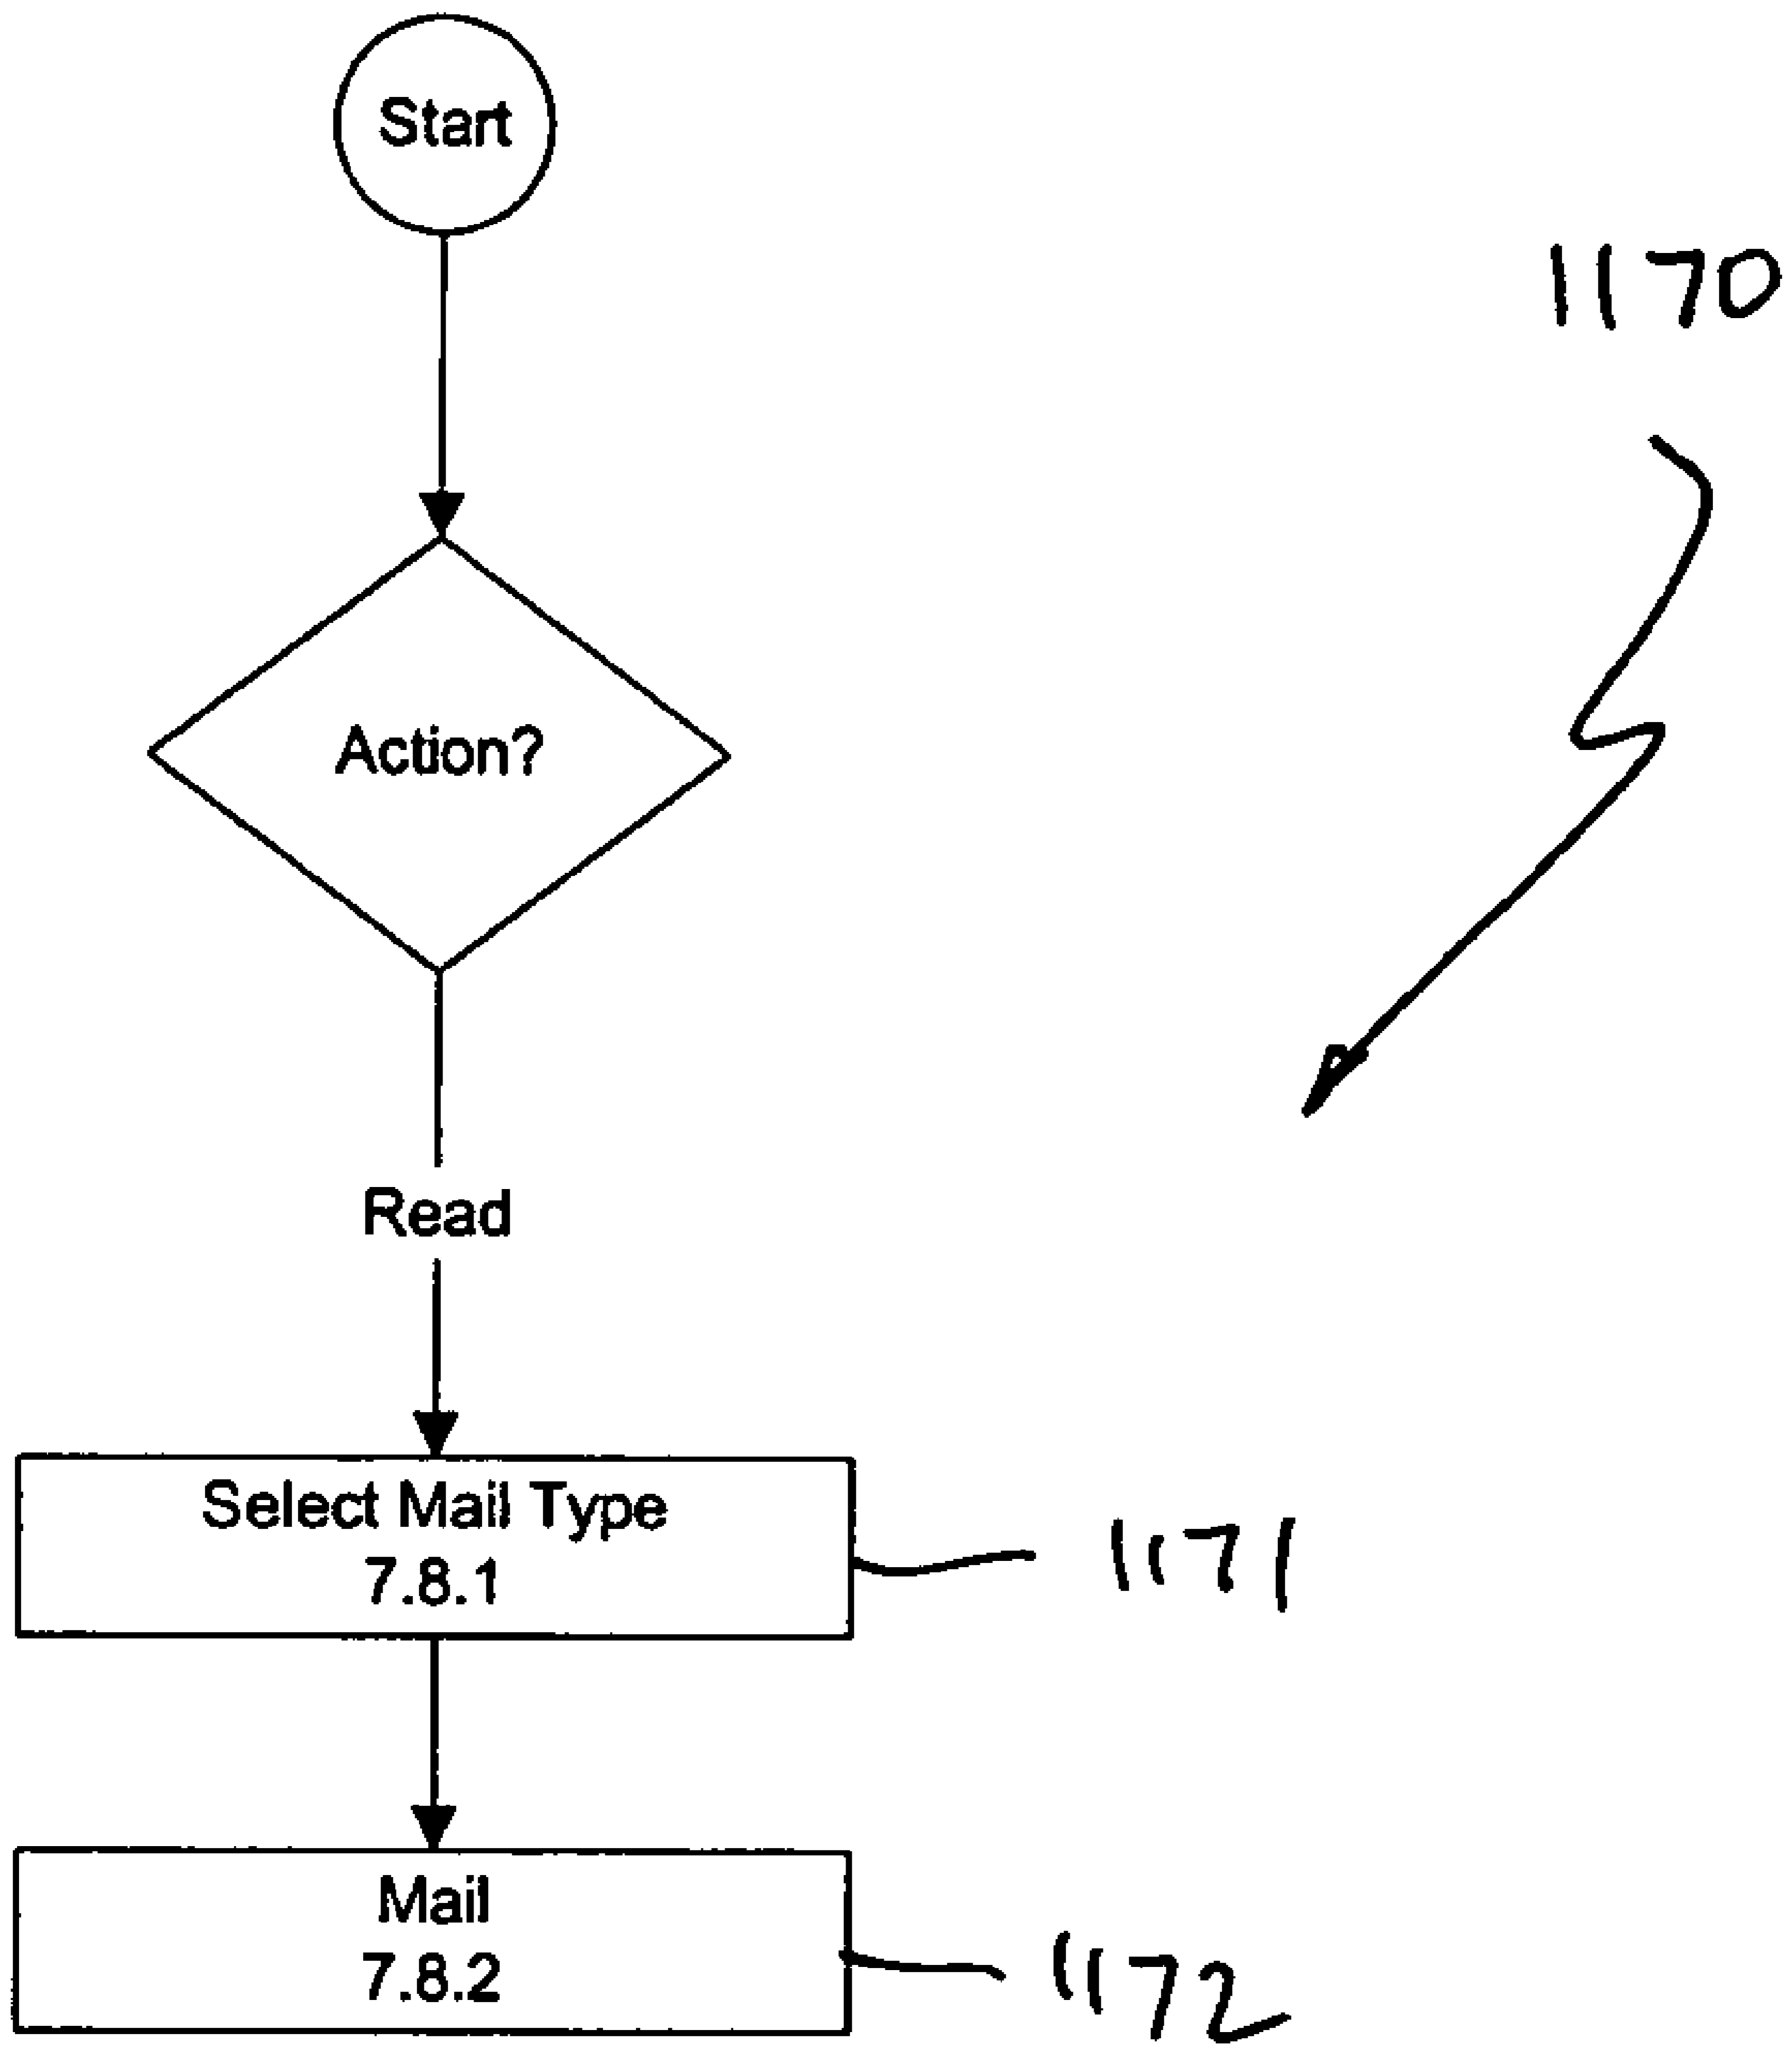 Start
1170
Action?
Read
Select Mail Type
7.8.1
1171
Mail
7.8.2
1172